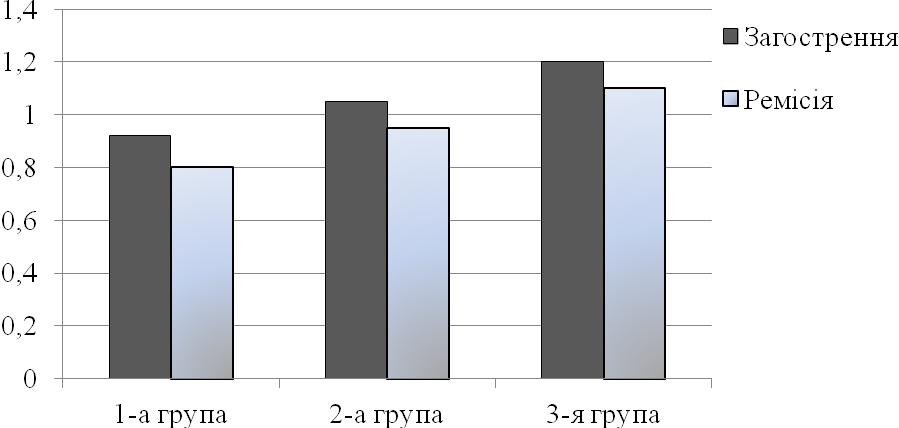 1,4
1,2
1
0,8
0,6
0,4
0,2
0
1-а група
2-а група
3-я група
Загострення
Ремісія